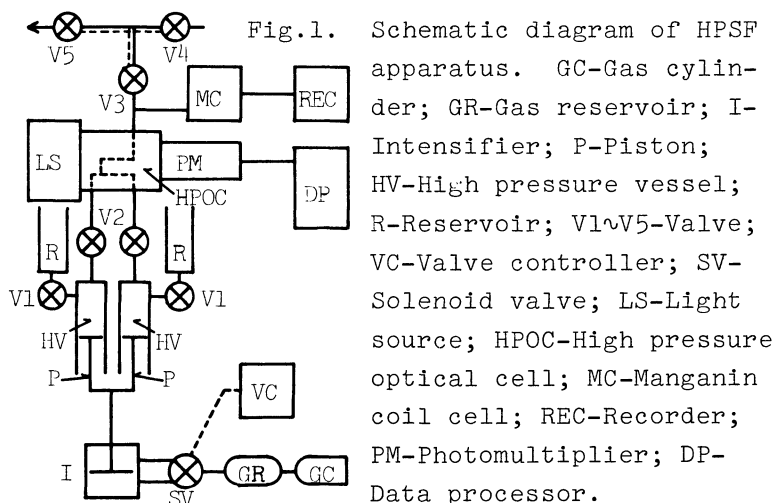 Fig.1. Schematic diagram of HPSF
apparatus. GC-Gas cylin-
der; GR-Gas reservoir; I-
Intensifier; P-Piston;
HV-High pressure vessel;
R-Reservoir; V1~V5-Valve;
VC-Valve controller; SV-
Solenoid valve; LS-Light
source; HPOC-High pressure
optical cell; MC-Manganin
coil cell; REC-Recorder;
PM-Photomultiplier; DP-
Data processor.
V5 V4
V3 MC REC
LS PM DP
HPOC
V2
R R
V1 V1
HV HV
P P
VC
I SV GR GC